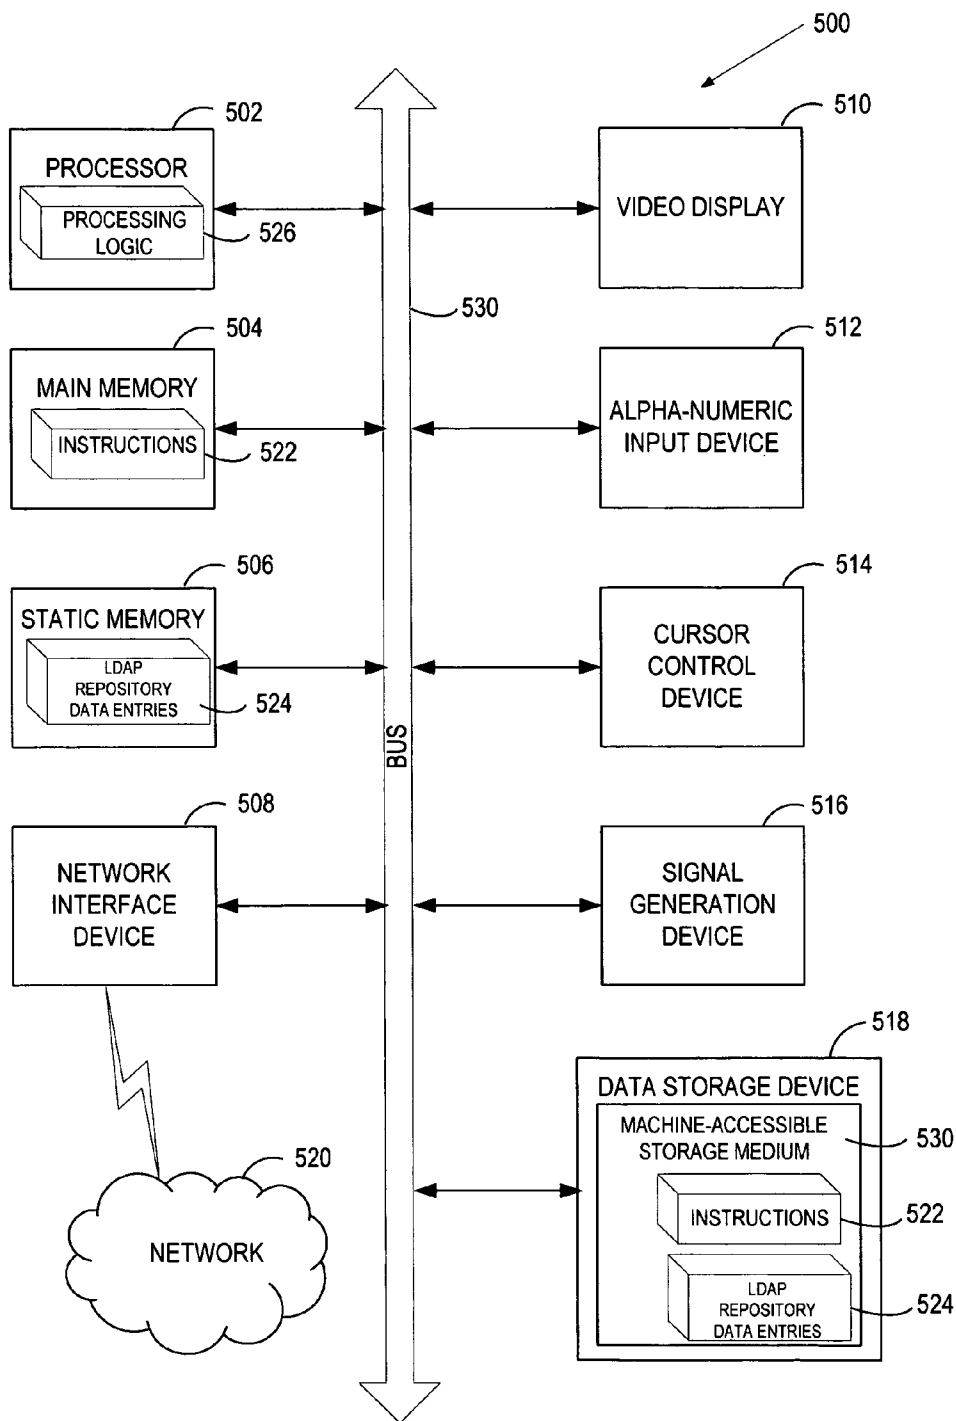 500
502
PROCESSOR
PROCESSING
LOGIC
526
510
VIDEO DISPLAY
530
504
MAIN MEMORY
INSTRUCTIONS
522
512
ALPHA-NUMERIC
INPUT DEVICE
506
STATIC MEMORY
LDAP
REPOSITORY
DATA ENTRIES
524
514
CURSOR
CONTROL
DEVICE
BUS
508
NETWORK
INTERFACE
DEVICE
516
SIGNAL
GENERATION
DEVICE
520
NETWORK
518
DATA STORAGE DEVICE
MACHINE-ACCESSIBLE
STORAGE MEDIUM
530
INSTRUCTIONS
522
LDAP
REPOSITORY
DATA ENTRIES
524